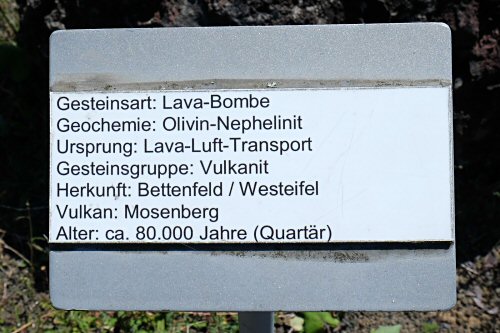 Gesteinsart: Lava-Bombe
Geochemie: Olivin-Nephelinit
Ursprung: Lava-Luft-Transport
Gesteinsgruppe: Vulkanit
Herkunft: Bettenfeld / Westeifel
Vulkan: Mosenberg
Alter: ca. 80.000 Jahre (Quartär)